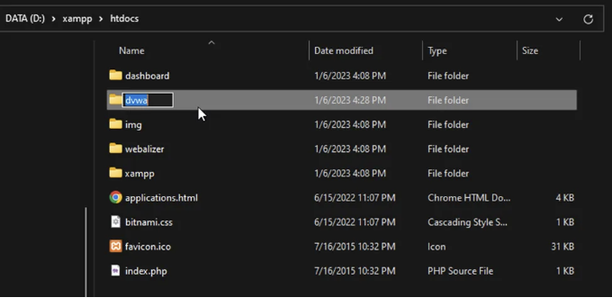 DATA (D:) > xampp > htdocs
Name Date modified Type Size
dashboard 1/6/2023 4:08 PM File folder
dvwa 1/6/2023 4:28 PM File folder
img 1/6/2023 4:08 PM File folder
webalizer 1/6/2023 4:08 PM File folder
xampp 1/6/2023 4:08 PM File folder
applications.html 6/15/2022 11:07 PM Chrome HTML Do... 4 KB
bitnami.css 6/15/2022 11:07 PM Cascading Style S... 1 KB
favicon.ico 7/16/2015 10:32 PM Icon 31 KB
index.php 7/16/2015 10:32 PM PHP Source File 1 KB